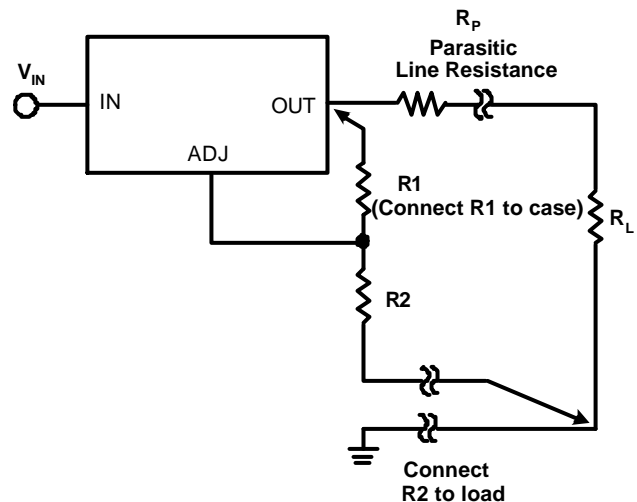 R_P
Parasitic
Line Resistance
V_IN
IN
OUT
ADJ
R1
(Connect R1 to case)
R_L
R2
Connect
R2 to load